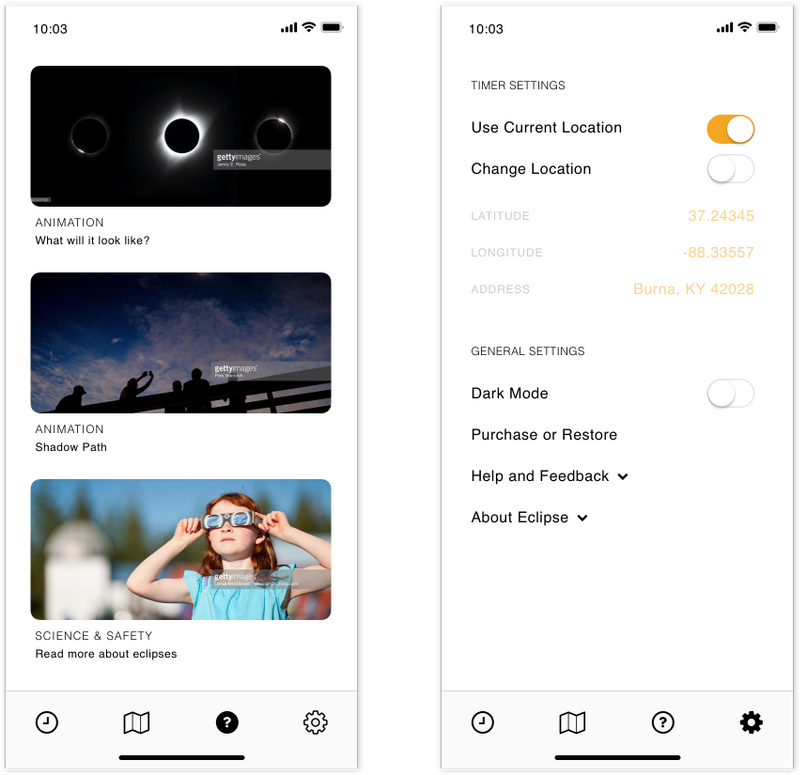 10:03
gettyimages
Jenny E. Ross
ANIMATION
What will it look like?
gettyimages
Pete Marovich
ANIMATION
Shadow Path
gettyimages
SCIENCE & SAFETY
Read more about eclipses
?
10:03
TIMER SETTINGS
Use Current Location
Change Location
LATITUDE 37.24345
LONGITUDE -88.33557
ADDRESS Burna, KY 42028
GENERAL SETTINGS
Dark Mode
Purchase or Restore
Help and Feedback
About Eclipse
?